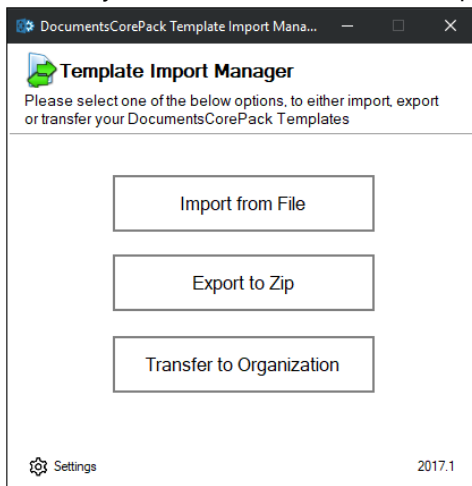 DocumentsCorePack Template Import Mana...
Template Import Manager
Please select one of the below options, to either import, export
or transfer your DocumentsCorePack Templates
Import from File
Export to Zip
Transfer to Organization
Settings
2017.1